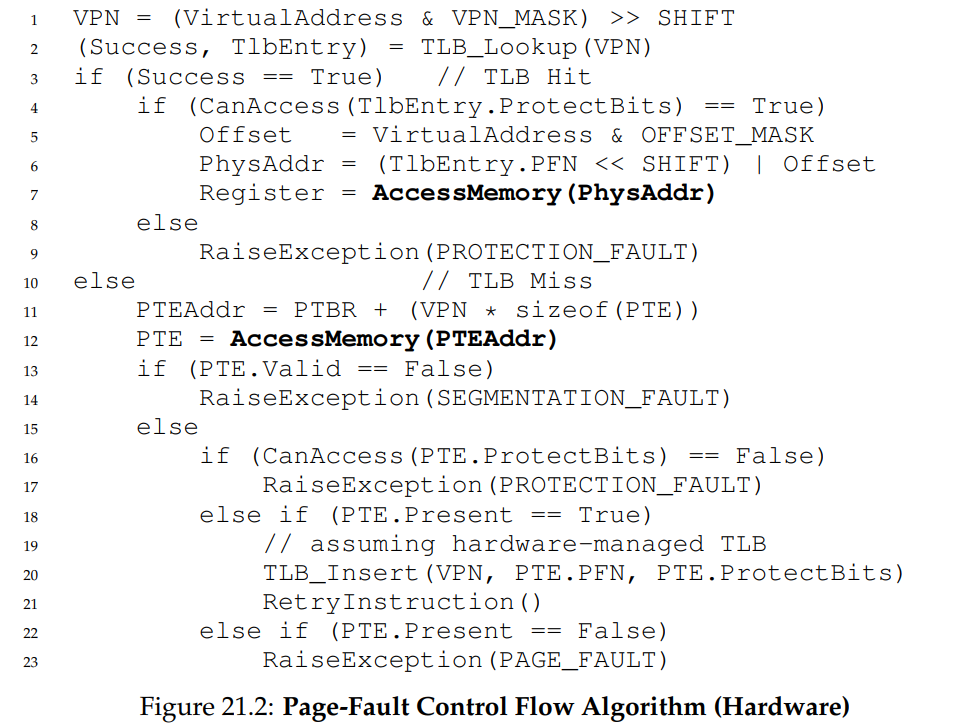 1 VPN = (VirtualAddress & VPN_MASK) >> SHIFT
2 (Success, TlbEntry) = TLB_Lookup(VPN)
3 if (Success == True) // TLB Hit
4 if (CanAccess(TlbEntry.ProtectBits) == True)
5 Offset = VirtualAddress & OFFSET_MASK
6 PhysAddr = (TlbEntry.PFN << SHIFT) | Offset
7 Register = AccessMemory(PhysAddr)
8 else
9 RaiseException(PROTECTION_FAULT)
10 else // TLB Miss
11 PTEAddr = PTBR + (VPN * sizeof(PTE))
12 PTE = AccessMemory(PTEAddr)
13 if (PTE.Valid == False)
14 RaiseException(SEGMENTATION_FAULT)
15 else
16 if (CanAccess(PTE.ProtectBits) == False)
17 RaiseException(PROTECTION_FAULT)
18 else if (PTE.Present == True)
19 // assuming hardware-managed TLB
20 TLB_Insert(VPN, PTE.PFN, PTE.ProtectBits)
21 RetryInstruction()
22 else if (PTE.Present == False)
23 RaiseException(PAGE_FAULT)
Figure 21.2: Page-Fault Control Flow Algorithm (Hardware)